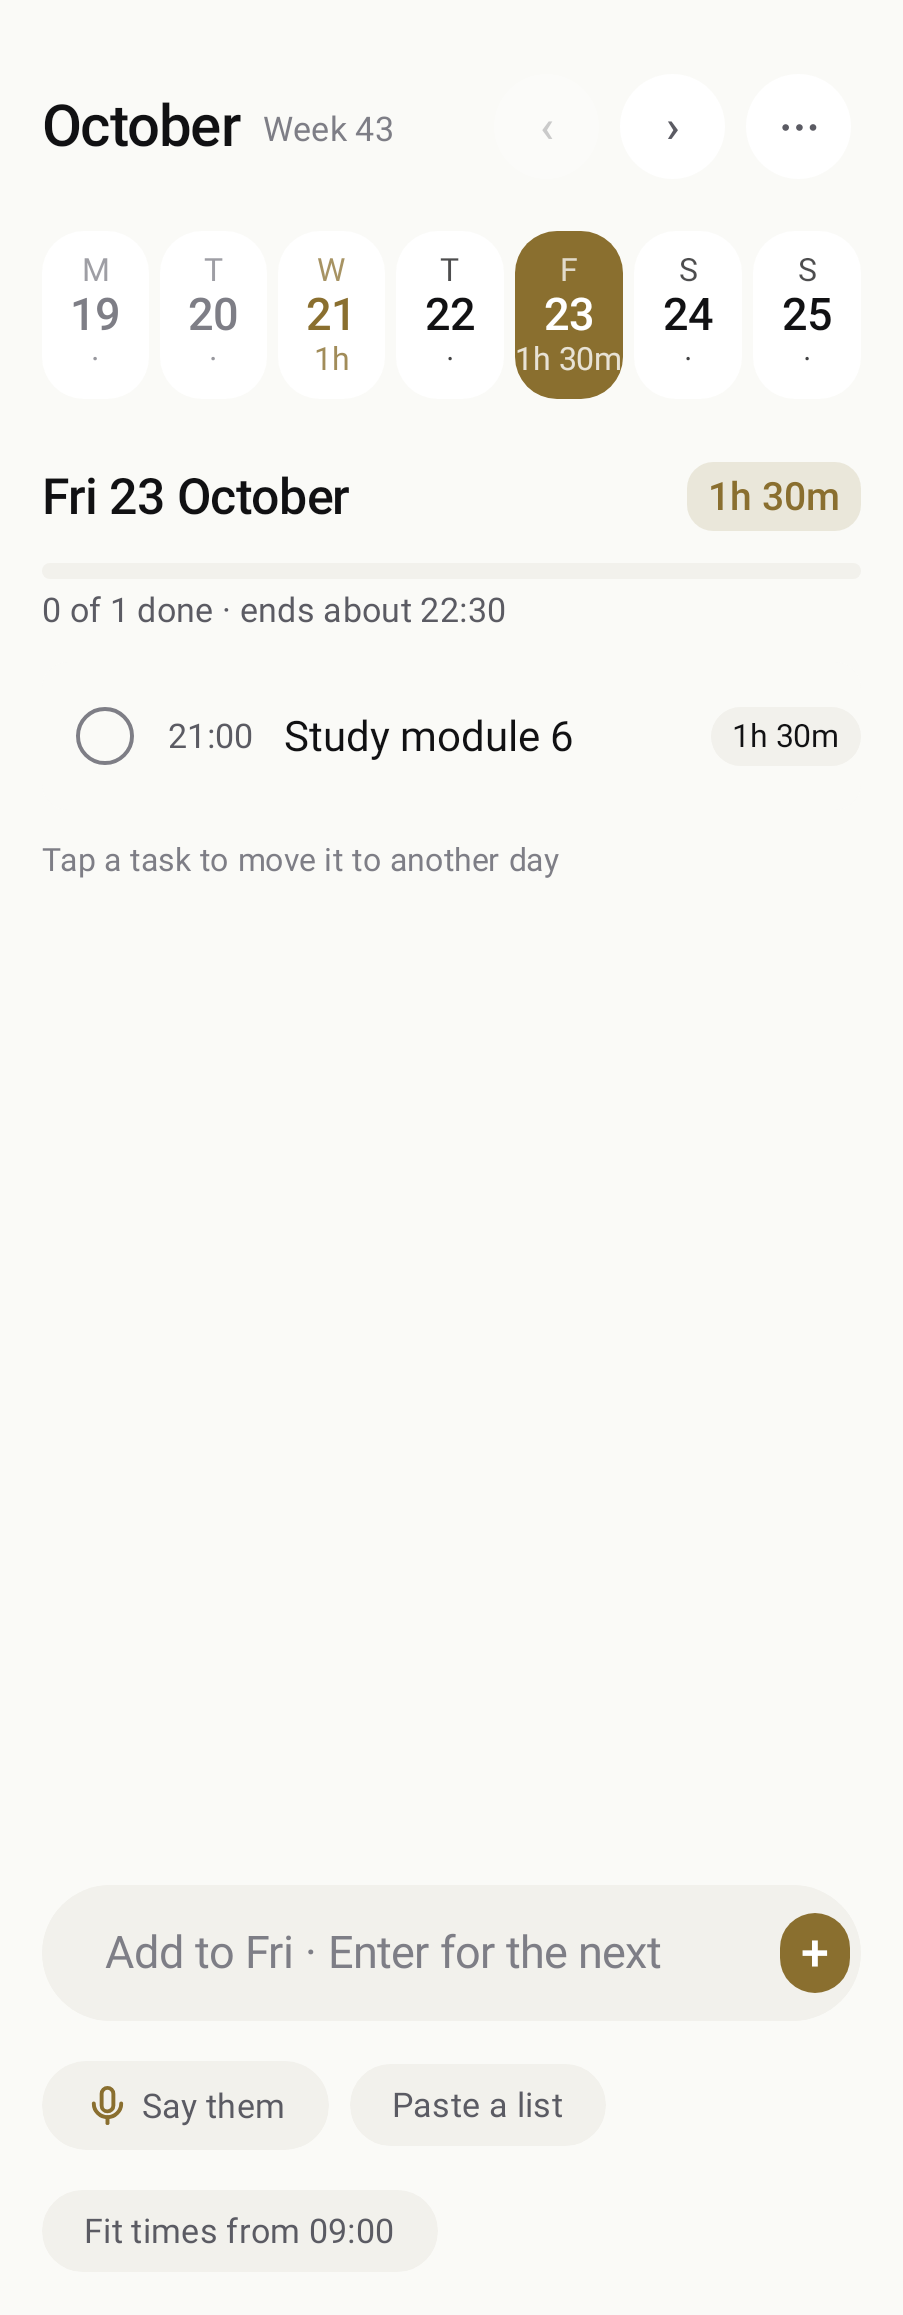 October Week 43 ‹ › ···
M T W T F S S
19 20 21 22 23 24 25
· · 1h · 1h 30m · ·
Fri 23 October 1h 30m
0 of 1 done · ends about 22:30
21:00 Study module 6 1h 30m
Tap a task to move it to another day
Add to Fri · Enter for the next +
Say them Paste a list
Fit times from 09:00